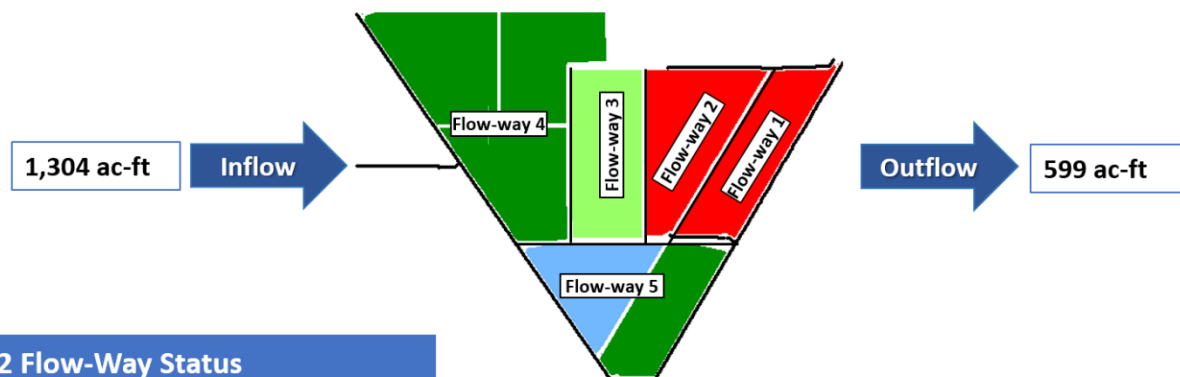 1,304 ac-ft
Inflow
Flow-way 4
Flow-way 3
Flow-way 2
Flow-way 1
Outflow
599 ac-ft
Flow-way 5
2 Flow-Way Status